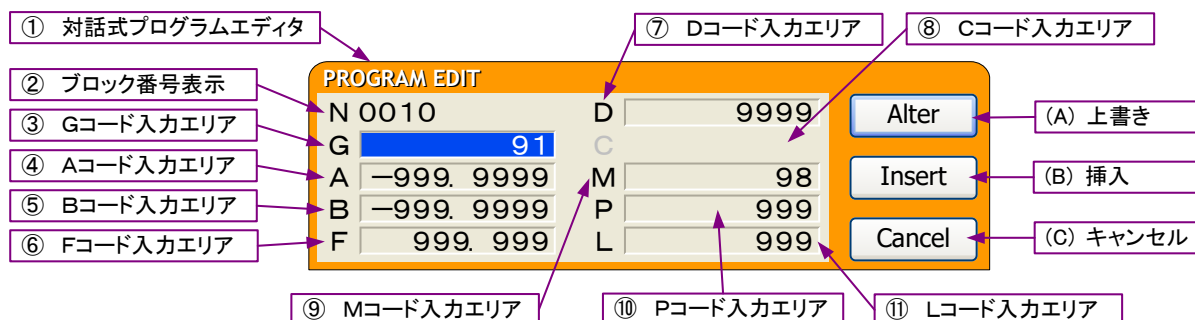 ① 対話式プログラムエディタ
⑦ Dコード入力エリア
⑧ Cコード入力エリア
② ブロック番号表示
③ Gコード入力エリア
④ Aコード入力エリア
⑤ Bコード入力エリア
⑥ Fコード入力エリア
PROGRAM EDIT
N 0010
G 91
A －999. 9999
B －999. 9999
F 999. 999
D 9999
C
M 98
P 999
L 999
Alter
Insert
Cancel
(A) 上書き
(B) 挿入
(C) キャンセル
⑨ Mコード入力エリア
⑩ Pコード入力エリア
⑪ Lコード入力エリア